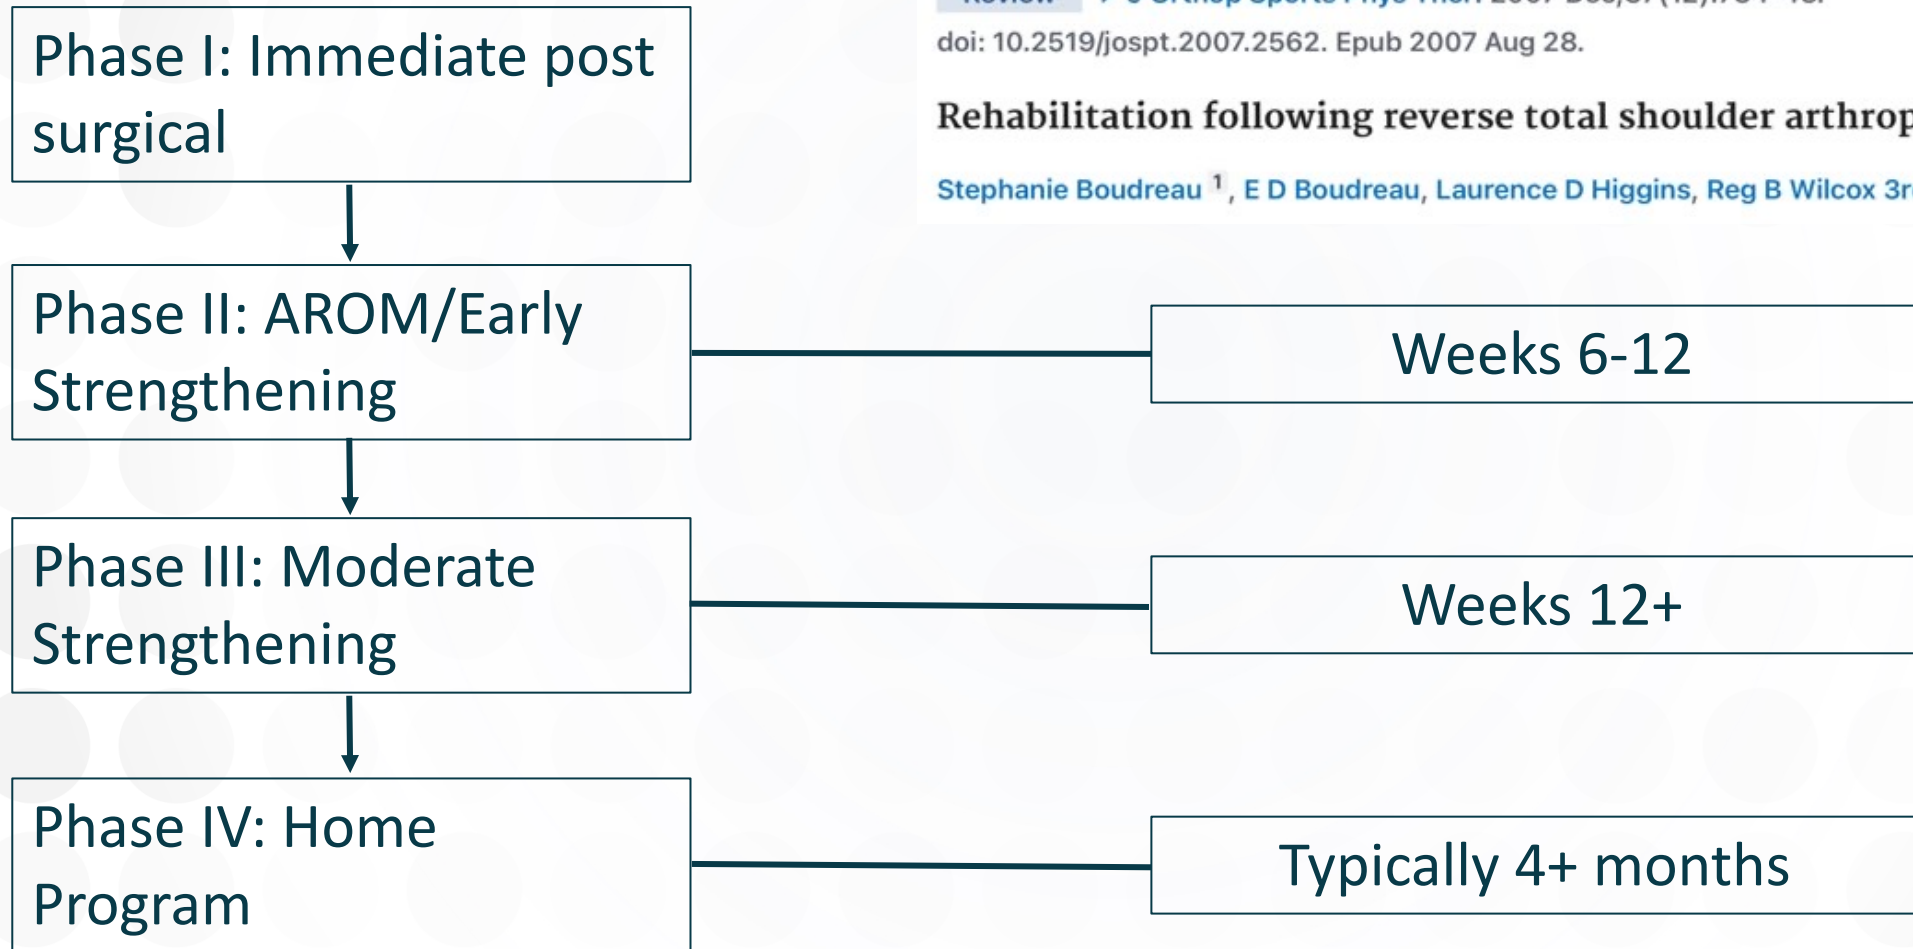 Phase I: Immediate post
surgical
doi: 10.2519/jospt.2007.2562. Epub 2007 Aug 28.
Rehabilitation following reverse total shoulder
Stephanie Boudreau 1, E D Boudreau, Laurence D Higgins, Reg B Wilcox
Phase II: AROM/Early
Strengthening
Weeks 6-12
Phase III: Moderate
Strengthening
Weeks 12+
Phase IV: Home
Program
Typically 4+ months